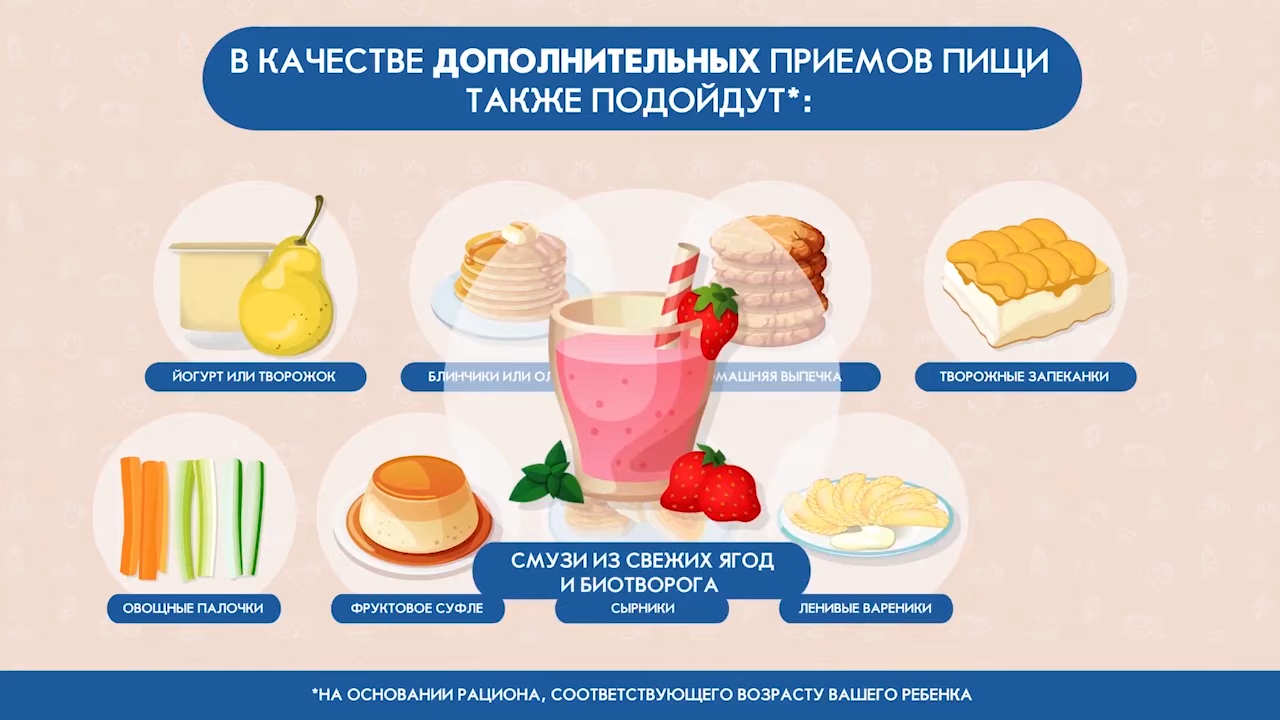 В КАЧЕСТВЕ ДОПОЛНИТЕЛЬНЫХ ПРИЕМОВ ПИЩИ
ТАКЖЕ ПОДОЙДУТ*:
ЙОГУРТ ИЛИ ТВОРОЖОК
БЛИНЧИКИ ИЛИ
ВЫПЕЧКА
ТВОРОЖНЫЕ ЗАПЕКАНКИ
СМУЗИ ИЗ СВЕЖИХ ЯГОД
И БИОТВОРОГА
ОВОЩНЫЕ ПАЛОЧКИ
ФРУКТОВОЕ СУФЛЕ
СЫРНИКИ
ЛЕНИВЫЕ ВАРЕНИКИ
*НА ОСНОВАНИИ РАЦИОНА, СООТВЕТСТВУЮЩЕГО ВОЗРАСТУ ВАШЕГО РЕБЕНКА